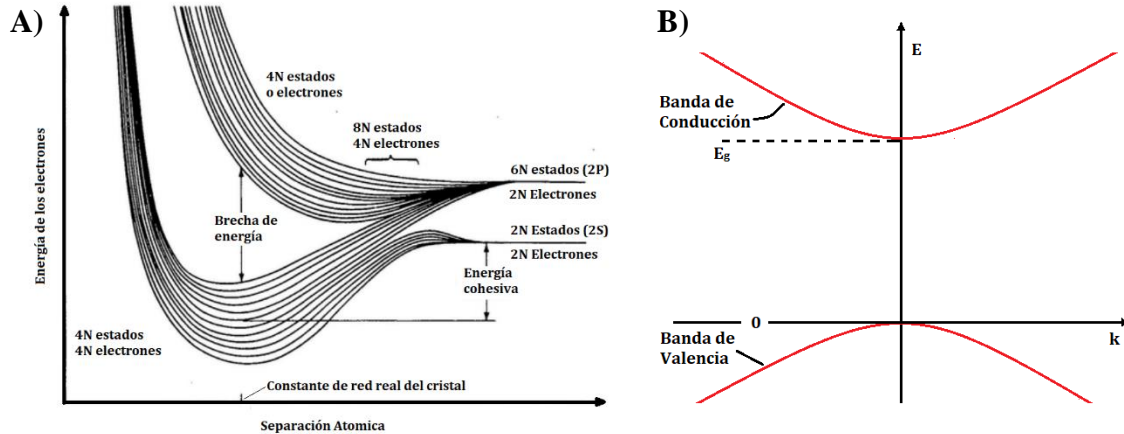 A)
Energía de los electrones
4N estados
o electrones
8N estados
4N electrones
6N estados (2P)
2N Electrones
Brecha de
energía
2N Estados (2S)
2N Electrones
Energía
cohesiva
4N estados
4N electrones
Constante de red real del cristal
Separación Atomica
B)
E
Banda de
Conducción
Eg
0
k
Banda de
Valencia